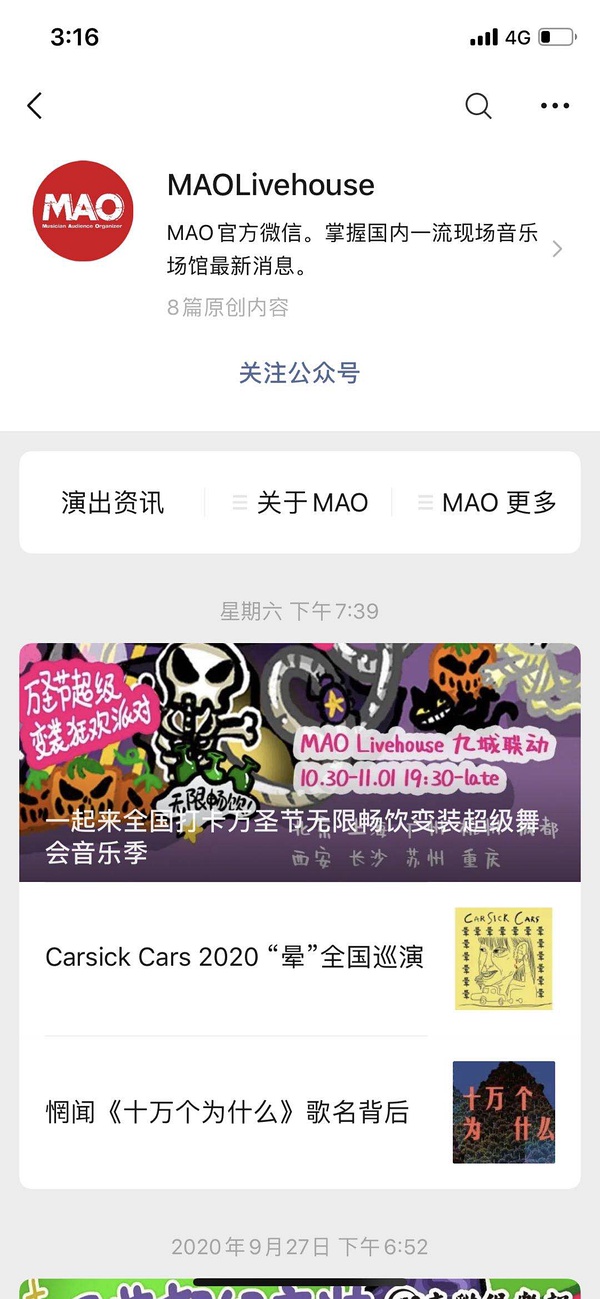 3:16
4G
MAO
Musician Audience Organizer
MAOLivehouse
MAO官方微信。掌握国内一流现场音乐
场馆最新消息。
8篇原创内容
关注公众号
演出资讯
关于MAO
MAO 更多
星期六 下午7:39
万圣节超级
变装狂欢派对
MAO Livehouse 九城联动
10.30-11.01 19:30-late
无限畅饮!
一起来全国打卡万圣节无限畅饮变装超级舞
会音乐季
西安 长沙 苏州 重庆
Carsick Cars 2020 “晕”全国巡演
CARSICK CARS
惘闻《十万个为什么》歌名背后
十万个
为 什么
2020年9月27日 下午6:52